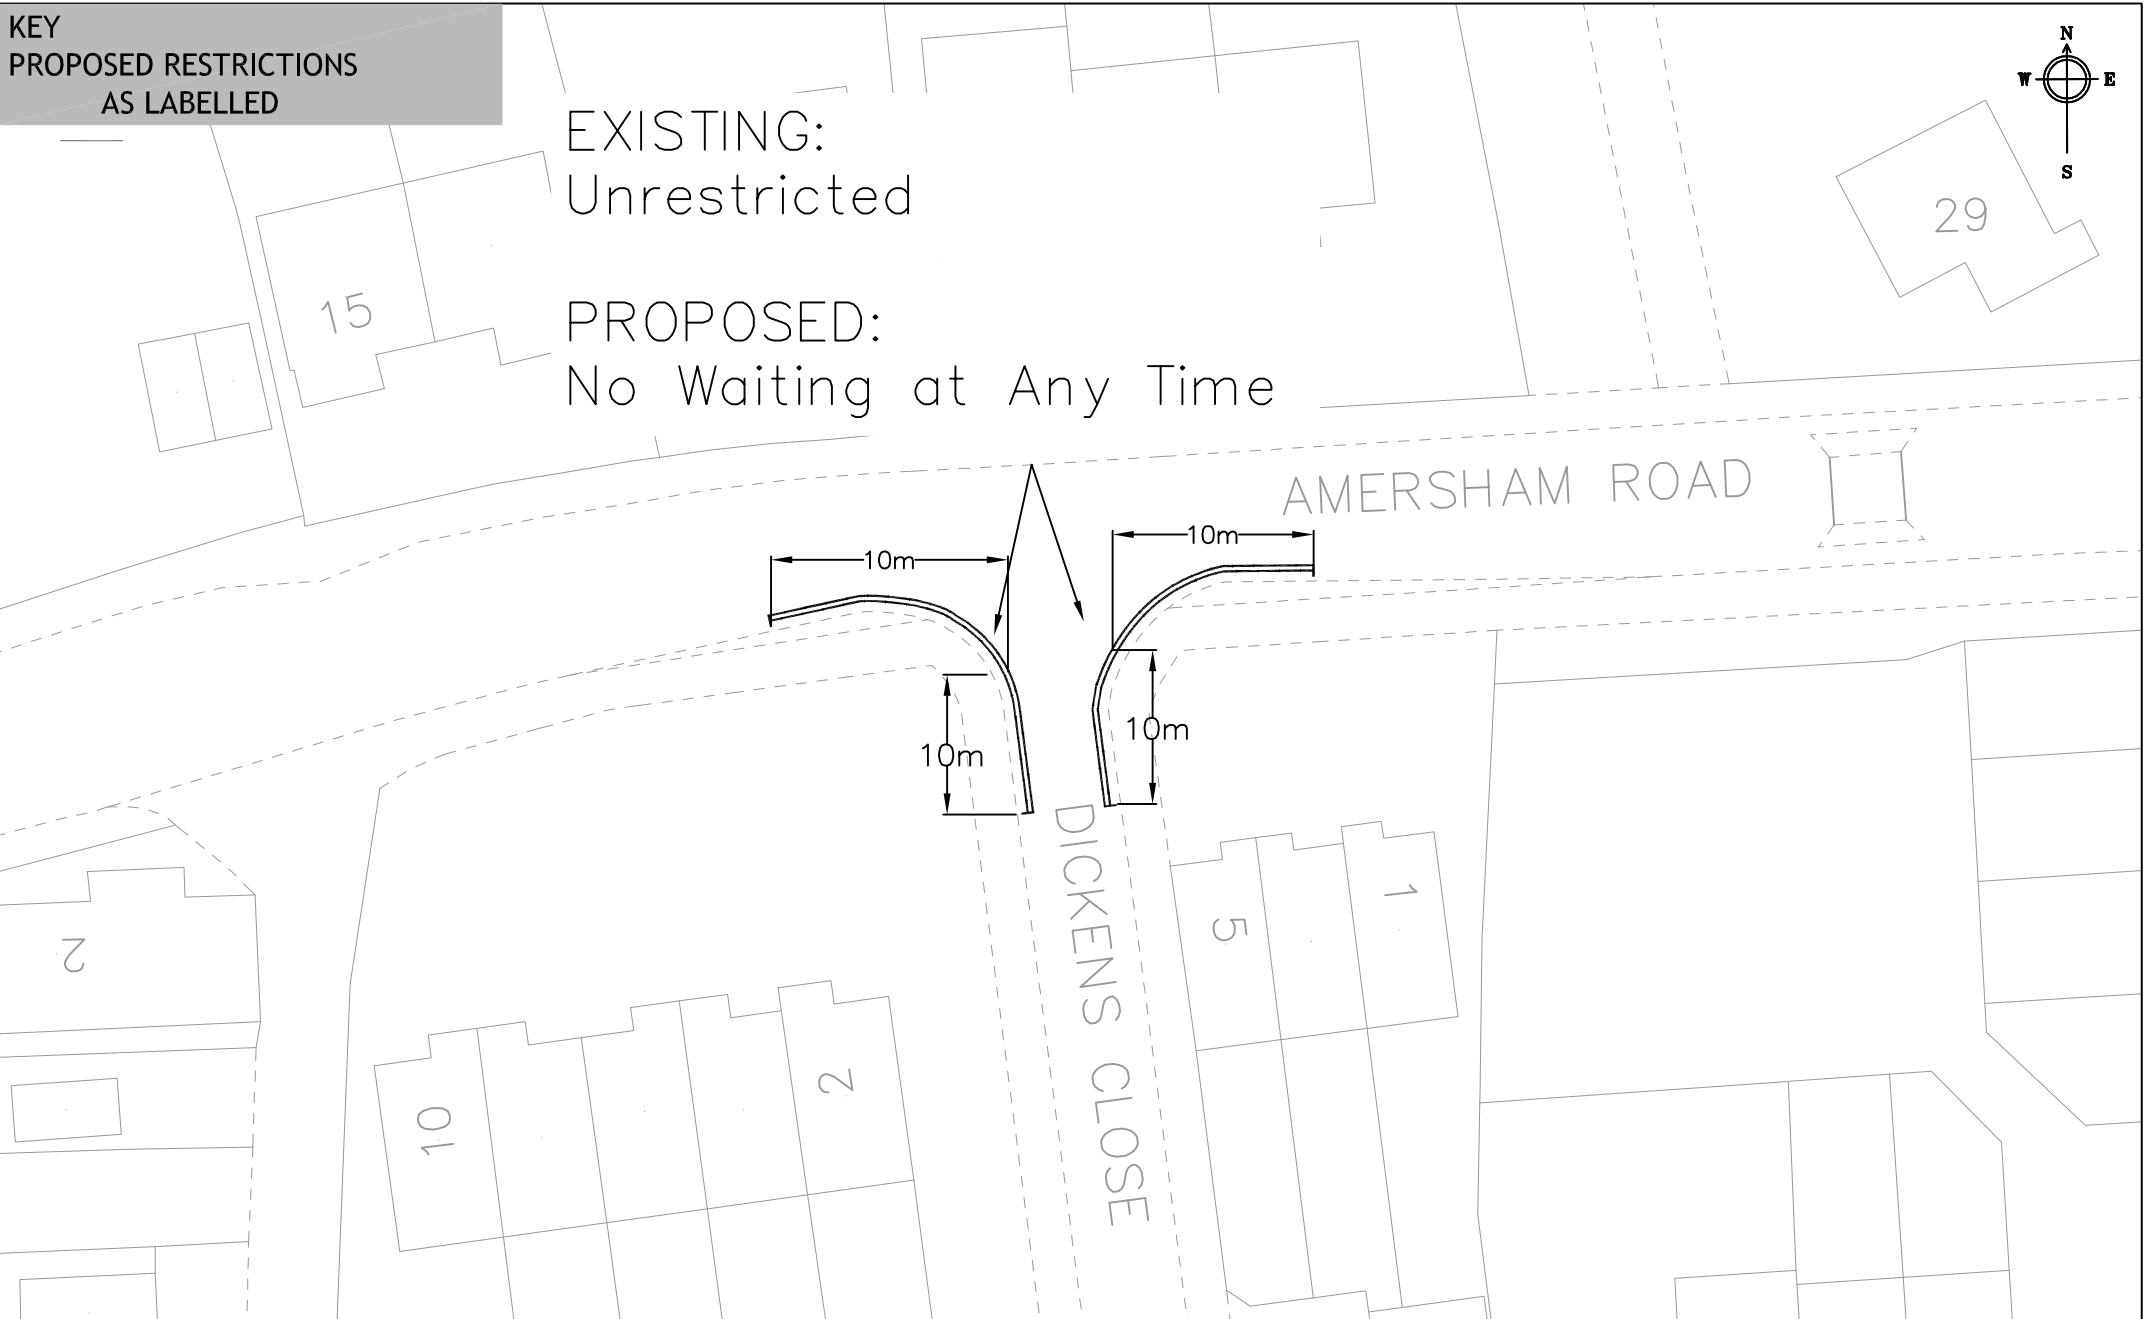 KEY
PROPOSED RESTRICTIONS
AS LABELLED
N
W E
S
EXISTING:
Unrestricted
PROPOSED:
No Waiting at Any Time
15
29
AMERSHAM ROAD
10m
10m
10m
10m
DICKENS CLOSE
5
1
2
2
10